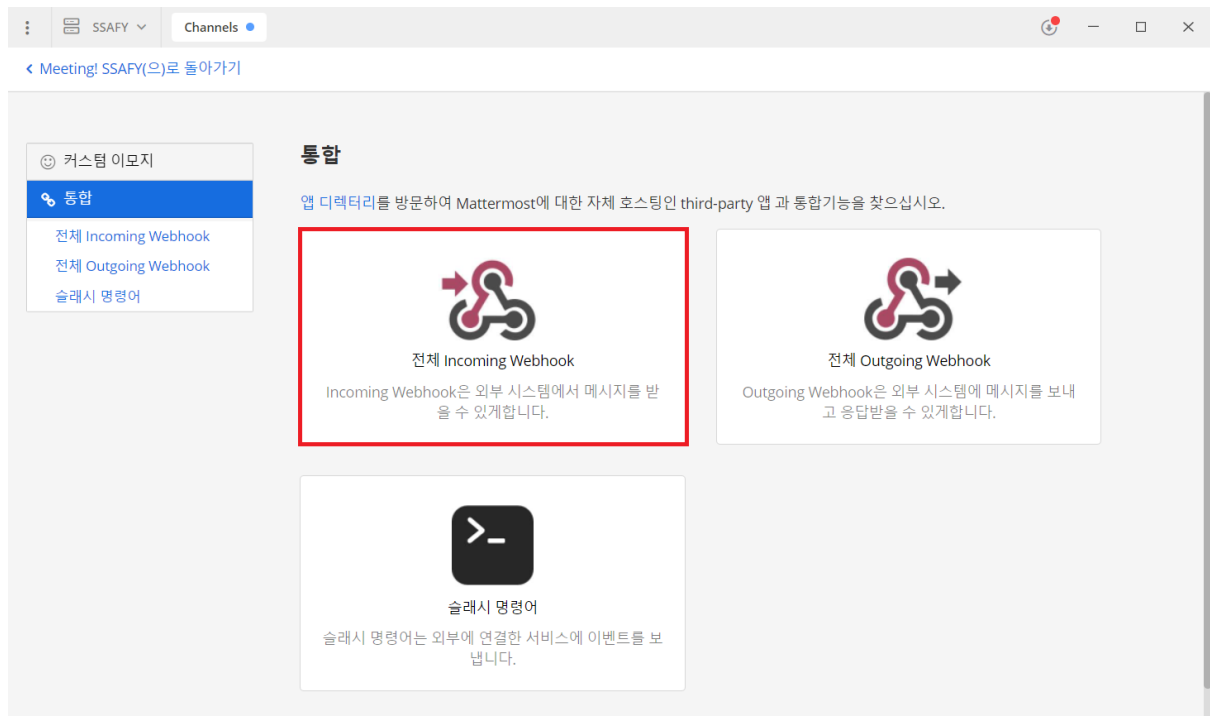 SSAFY
Channels
Meeting! SSAFY(으)로 돌아가기
커스텀 이모지
통합
전체 Incoming Webhook
전체 Outgoing Webhook
슬래시 명령어
통합
앱 디렉터리를 방문하여 Mattermost에 대한 자체 호스팅인 third-party 앱 과 통합기능을 찾으십시오.
전체 Incoming Webhook
Incoming Webhook은 외부 시스템에서 메시지를 받
을 수 있게합니다.
전체 Outgoing Webhook
Outgoing Webhook은 외부 시스템에 메시지를 보내
고 응답받을 수 있게합니다.
슬래시 명령어
슬래시 명령어는 외부에 연결한 서비스에 이벤트를 보
냅니다.